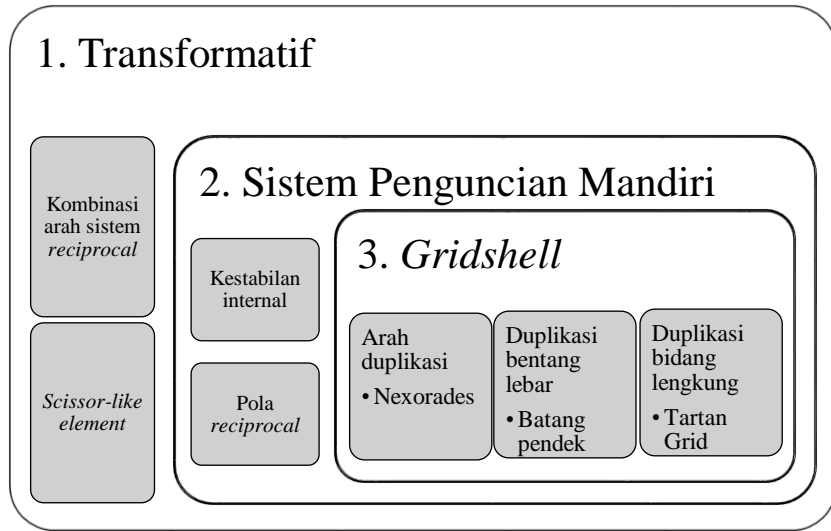 1. Transformatif
Kombinasi
arah sistem
reciprocal
Scissor-like
element
2. Sistem Penguncian Mandiri
Kestabilan
internal
Pola
reciprocal
3. Gridshell
Arah
duplikasi
• Nexorades
Duplikasi
bentang
lebar
• Batang
pendek
Duplikasi
bidang
lengkung
• Tartan
Grid